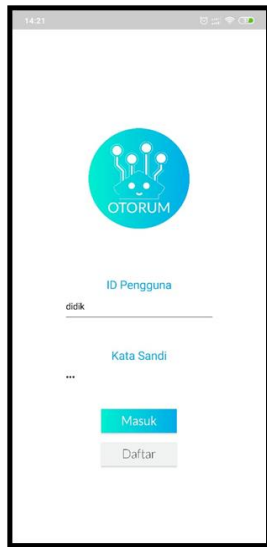 14:21
OTORUM
ID Pengguna
didik
Kata Sandi
•••
Masuk
Daftar